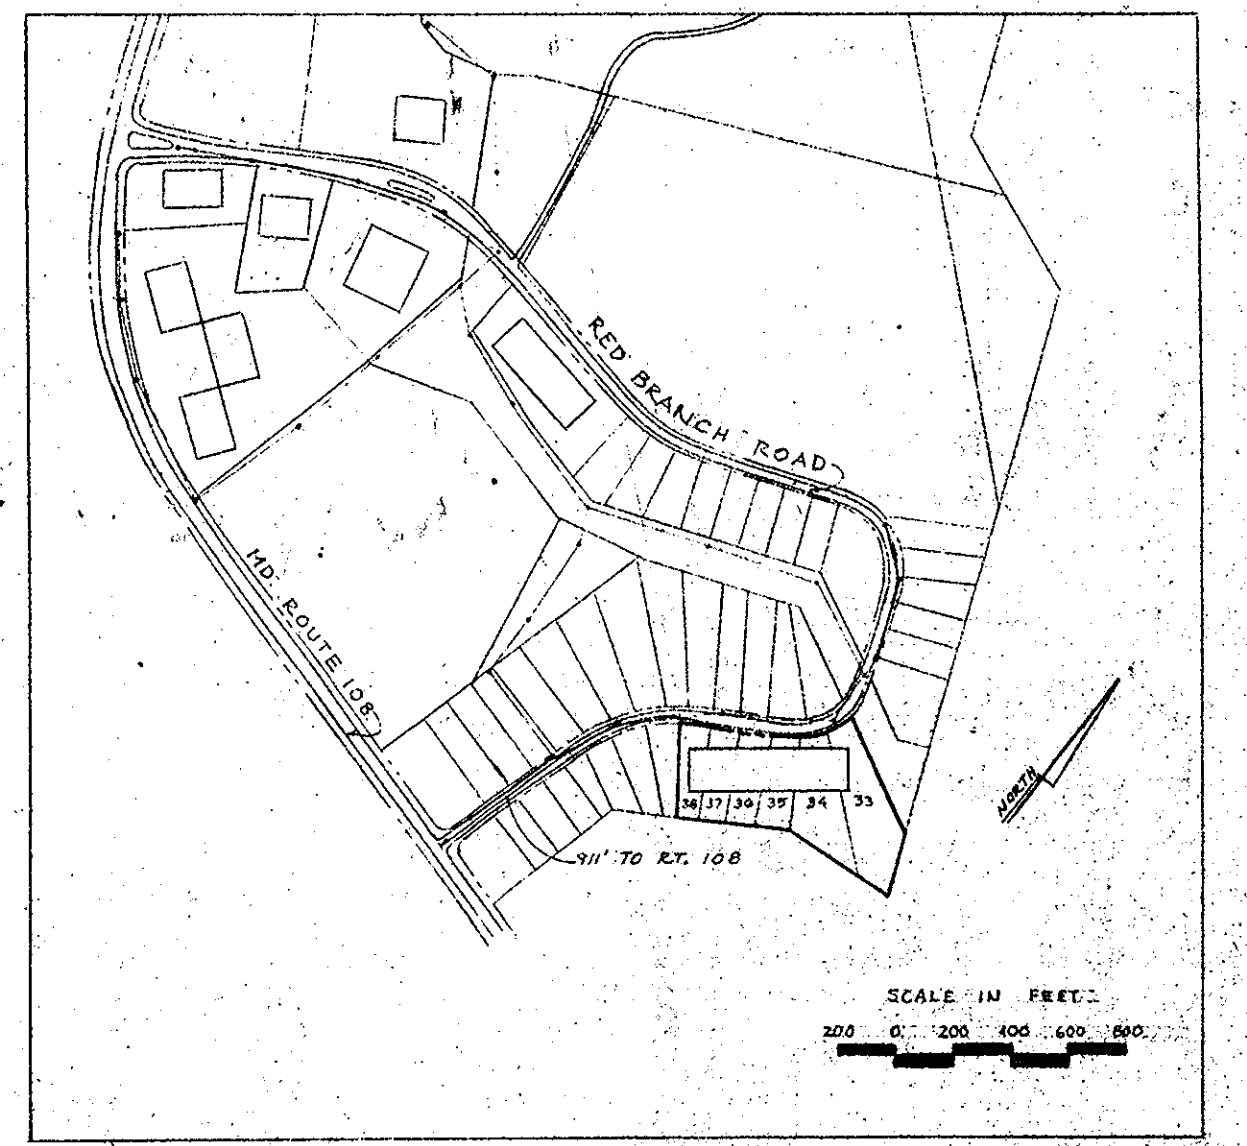 RED BRANCH ROAD
MD. ROUTE 108
NORTH
38 37 36 35 34 33
911' TO RT. 108
SCALE IN FEET
200 0 200 400 600 800